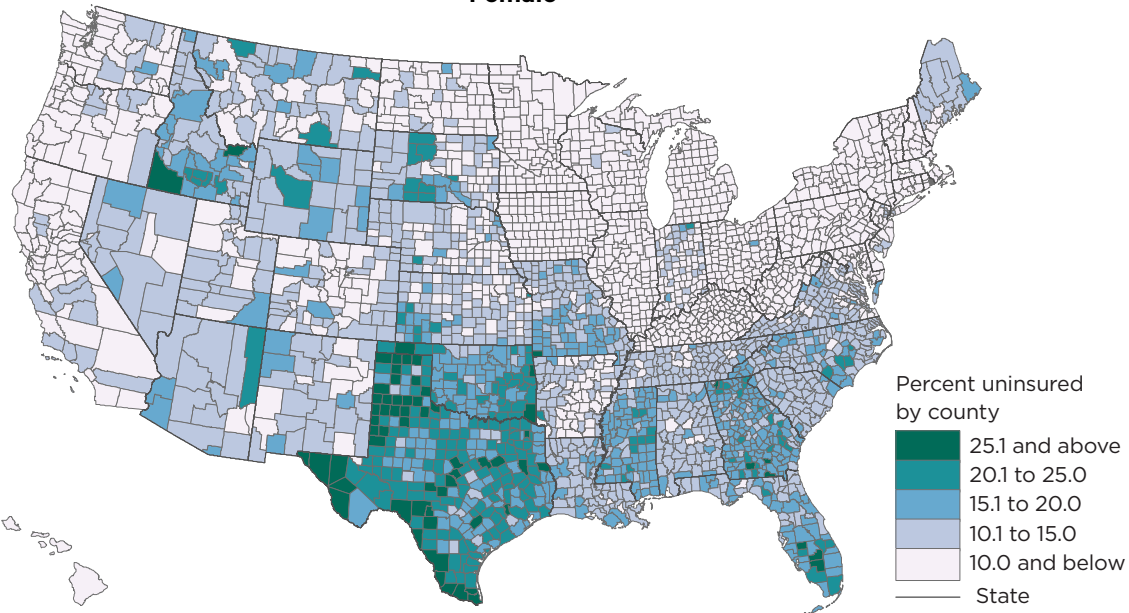 Female
Percent uninsured
by county
25.1 and above
20.1 to 25.0
15.1 to 20.0
10.1 to 15.0
10.0 and below
State